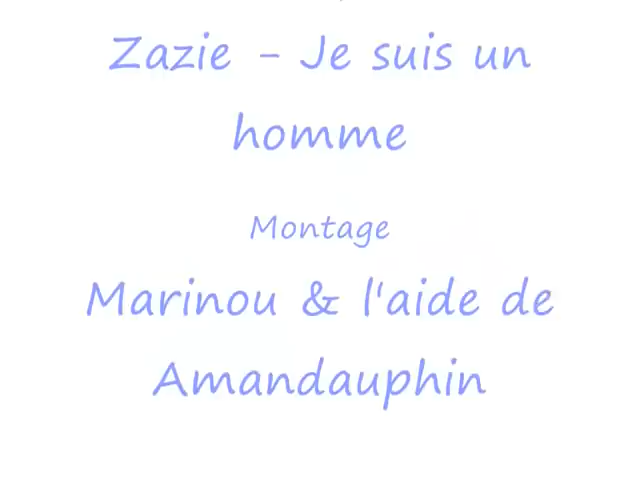 Zazie - Je suis un
homme
Montage
Marinou & l'aide de
Amandauphin